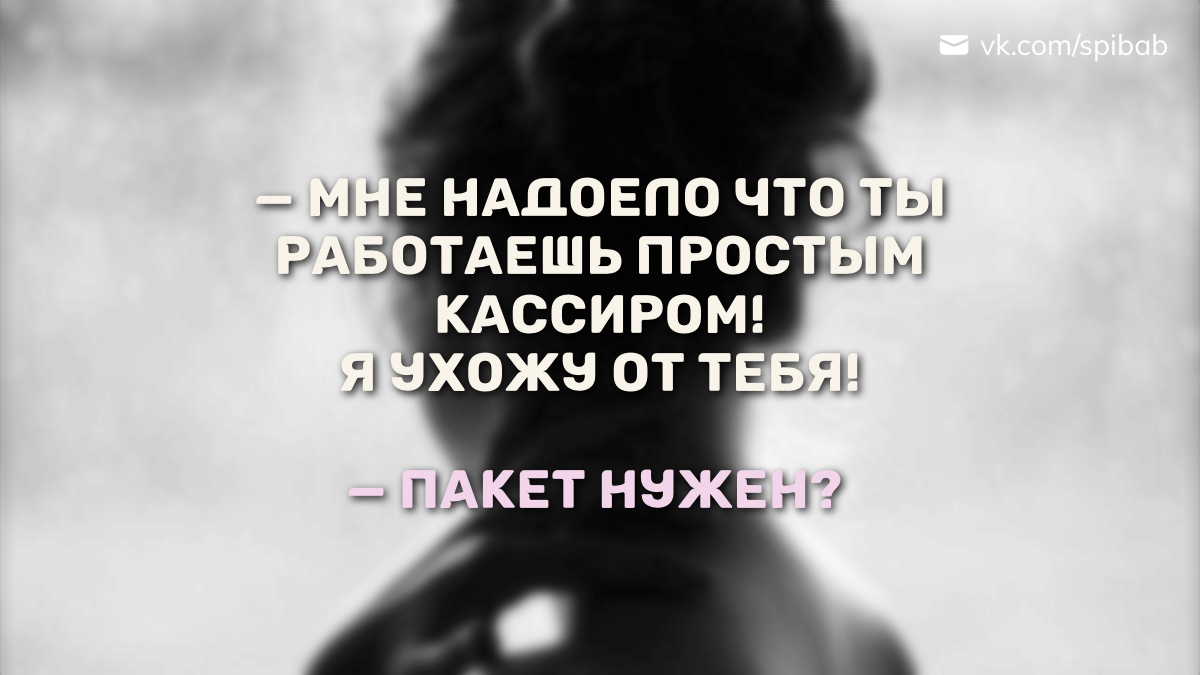 vk.com/spibab
— МНЕ НАДОЕЛО ЧТО ТЫ
РАБОТАЕШЬ ПРОСТЫМ
КАССИРОМ!
Я УХОЖУ ОТ ТЕБЯ!
— ПАКЕТ НУЖЕН?